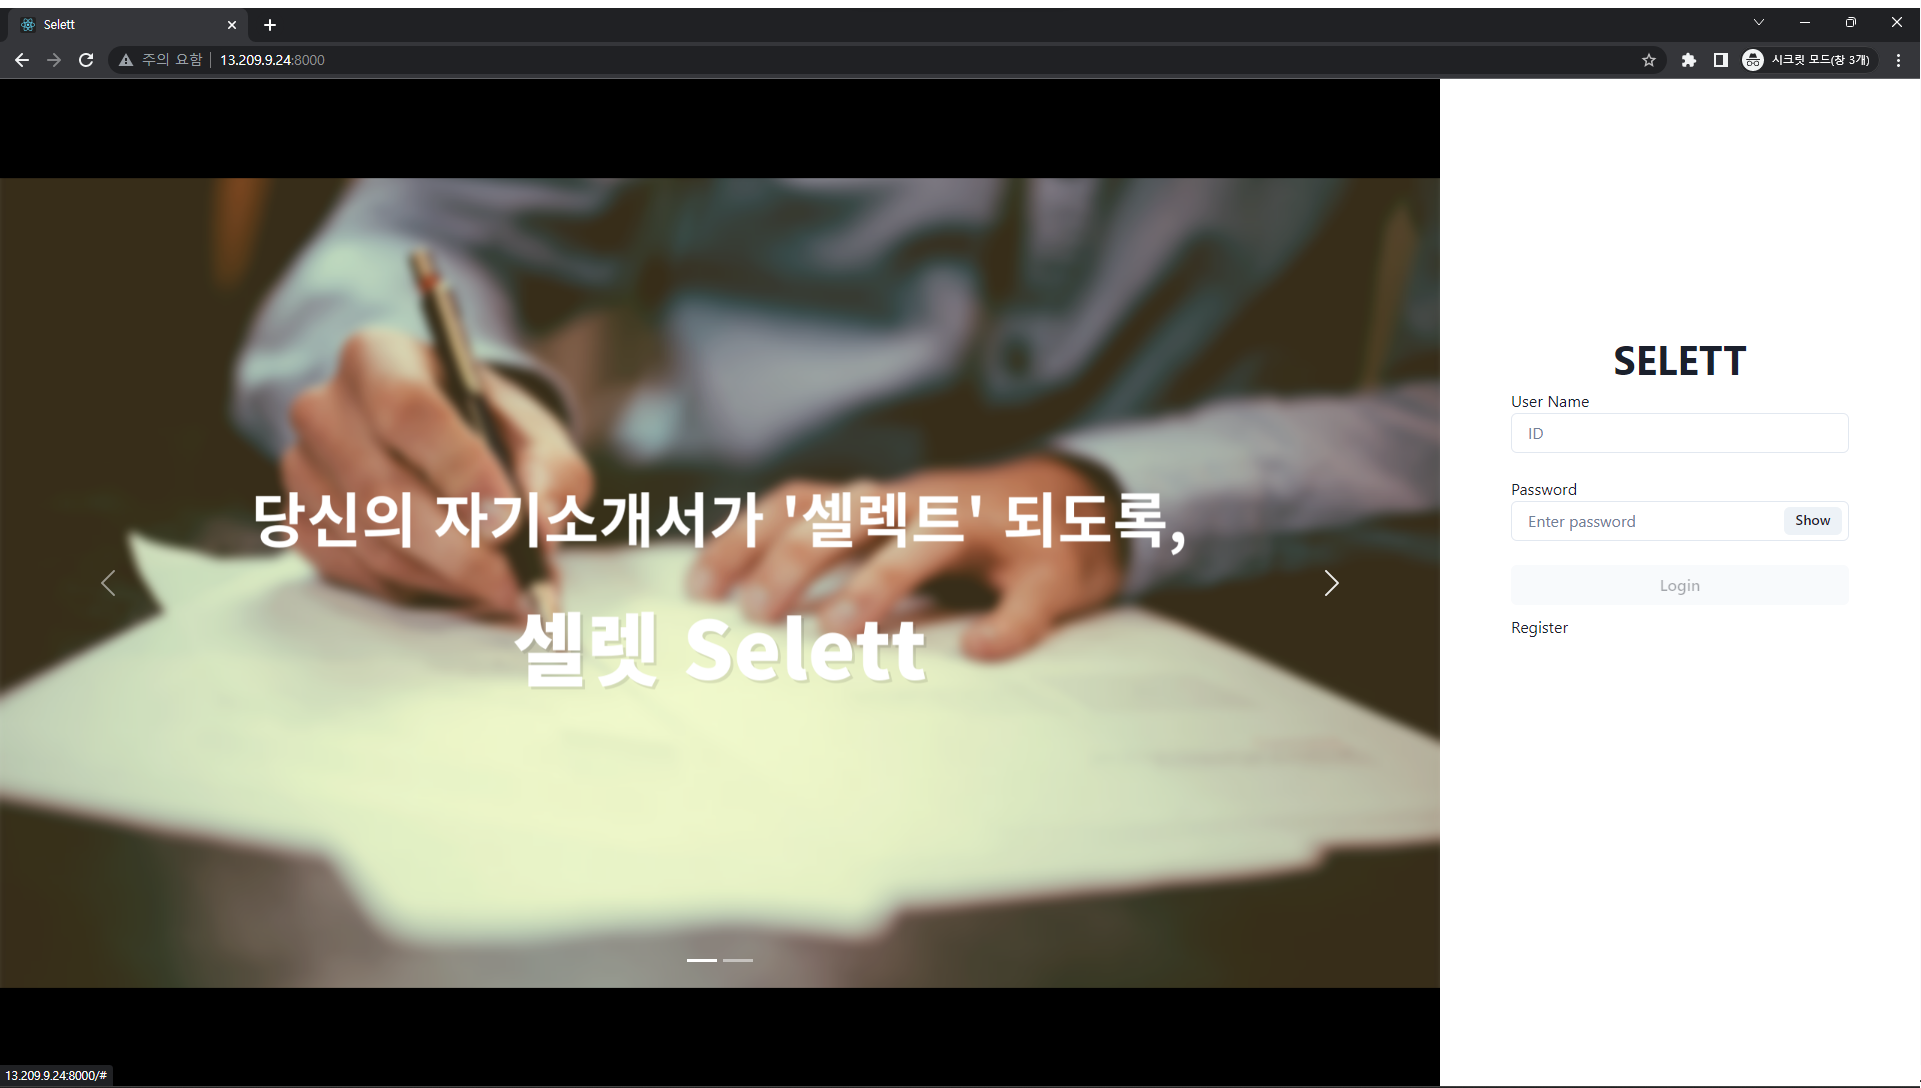 Selett
주의 요함
13.209.9.24:8000
시크릿 모드(창 3개)
당신의 자기소개서가 '셀렉트' 되도록,
셀렛 Selett
SELETT
User Name
ID
Password
Enter password
Show
Login
Register
13.209.9.24:8000/#